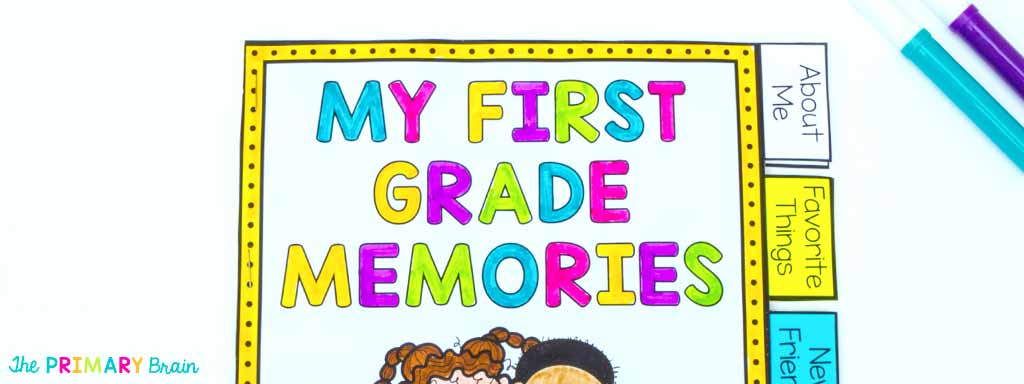 MY FIRST
GRADE
MEMORIES
About
Me
Favorite
Things
The PRIMARY Brain